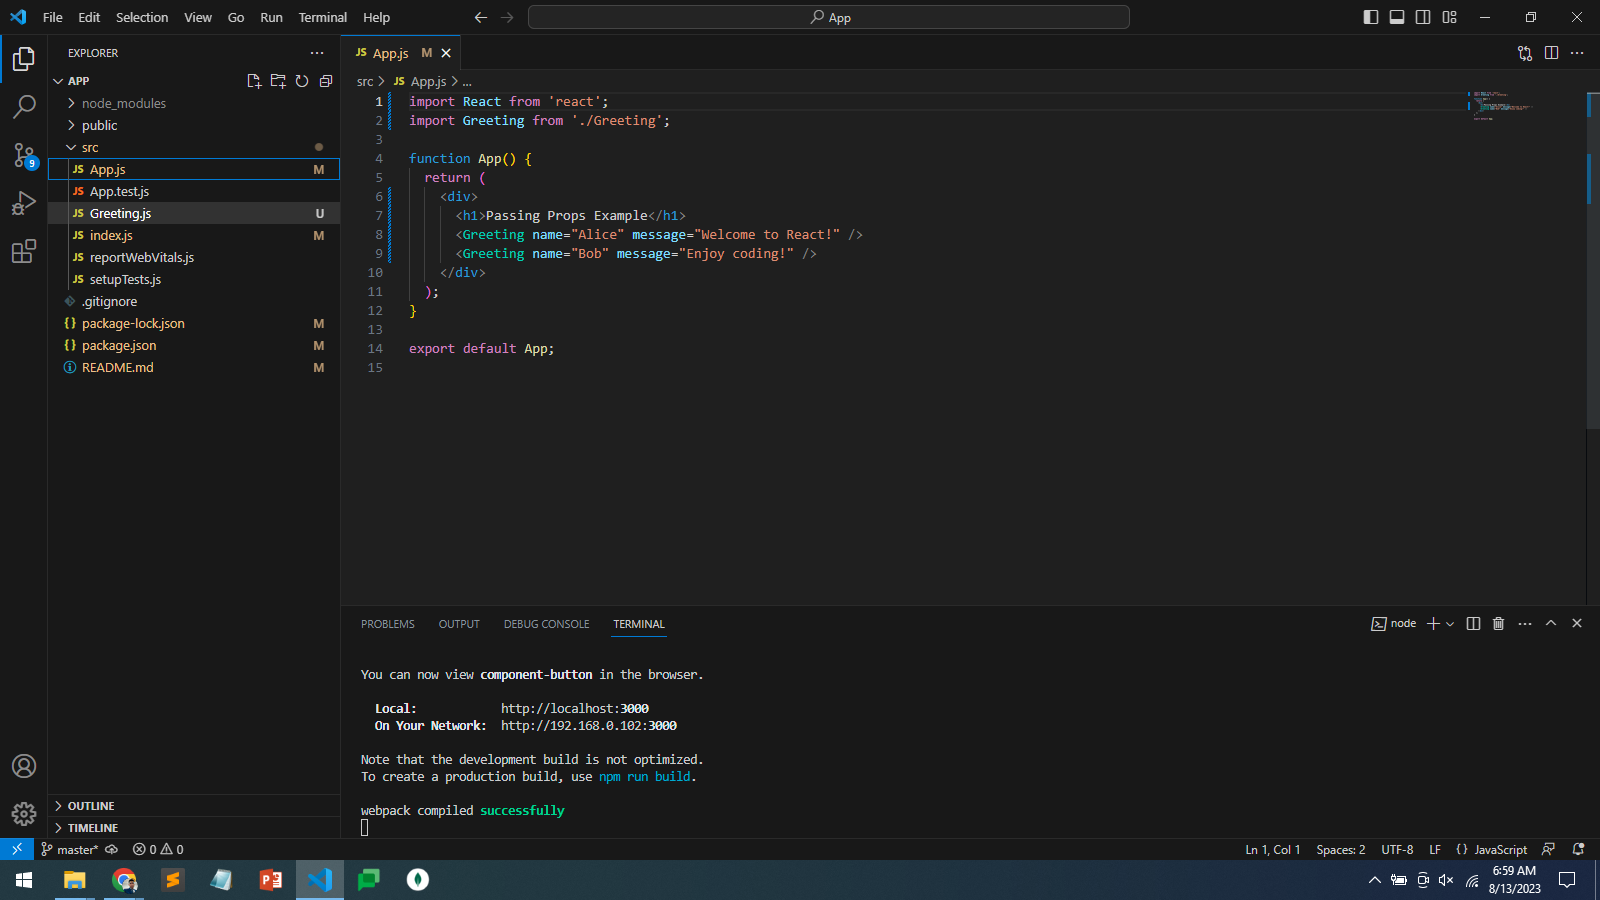 File Edit Selection View Go Run Terminal Help
App
EXPLORER
APP
node_modules
public
src
JS App.js M
JS App.test.js
JS Greeting.js U
JS index.js M
JS reportWebVitals.js
JS setupTests.js
.gitignore
{} package-lock.json M
{} package.json M
README.md M
9
OUTLINE
TIMELINE
JS App.js M
src > JS App.js > ...
1 import React from 'react';
2 import Greeting from './Greeting';
3
4 function App() {
5 return (
6 <div>
7 <h1>Passing Props Example</h1>
8 <Greeting name="Alice" message="Welcome to React!" />
9 <Greeting name="Bob" message="Enjoy coding!" />
10 </div>
11 );
12 }
13
14 export default App;
15
PROBLEMS OUTPUT DEBUG CONSOLE TERMINAL
node
You can now view component-button in the browser.
Local: http://localhost:3000
On Your Network: http://192.168.0.102:3000
Note that the development build is not optimized.
To create a production build, use npm run build.
webpack compiled successfully
master* 0 0
Ln 1, Col 1 Spaces: 2 UTF-8 LF {} JavaScript
6:59 AM
8/13/2023